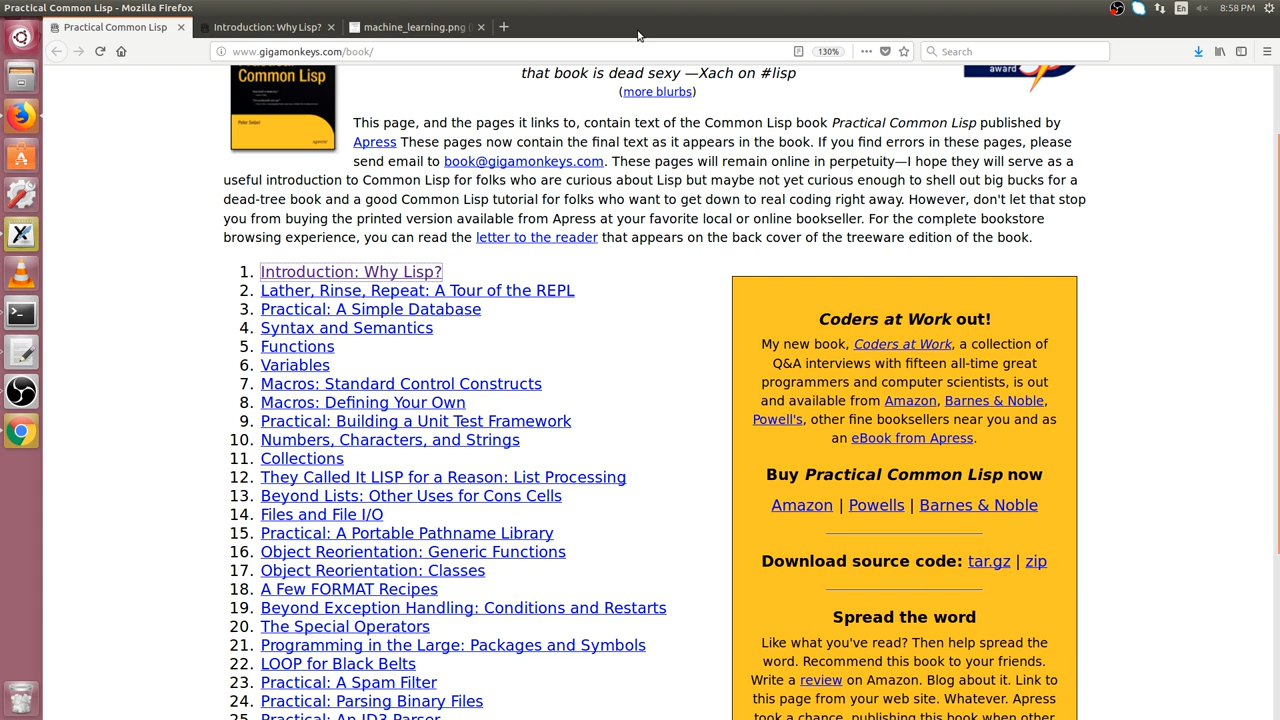 Practical Common Lisp - Mozilla Firefox
En
8:58 PM
Practical Common Lisp
Introduction: Why Lisp?
machine_learning.png
www.gigamonkeys.com/book/
130%
Search
Common Lisp
that book is dead sexy —Xach on #lisp
(more blurbs)
award
Peter Seibel
This page, and the pages it links to, contain text of the Common Lisp book Practical Common Lisp published by
Apress These pages now contain the final text as it appears in the book. If you find errors in these pages, please
send email to book@gigamonkeys.com. These pages will remain online in perpetuity—I hope they will serve as a
useful introduction to Common Lisp for folks who are curious about Lisp but maybe not yet curious enough to shell out big bucks for a
dead-tree book and a good Common Lisp tutorial for folks who want to get down to real coding right away. However, don't let that stop
you from buying the printed version available from Apress at your favorite local or online bookseller. For the complete bookstore
browsing experience, you can read the letter to the reader that appears on the back cover of the treeware edition of the book.
1. Introduction: Why Lisp?
2. Lather, Rinse, Repeat: A Tour of the REPL
3. Practical: A Simple Database
4. Syntax and Semantics
5. Functions
6. Variables
7. Macros: Standard Control Constructs
8. Macros: Defining Your Own
9. Practical: Building a Unit Test Framework
10. Numbers, Characters, and Strings
11. Collections
12. They Called It LISP for a Reason: List Processing
13. Beyond Lists: Other Uses for Cons Cells
14. Files and File I/O
15. Practical: A Portable Pathname Library
16. Object Reorientation: Generic Functions
17. Object Reorientation: Classes
18. A Few FORMAT Recipes
19. Beyond Exception Handling: Conditions and Restarts
20. The Special Operators
21. Programming in the Large: Packages and Symbols
22. LOOP for Black Belts
23. Practical: A Spam Filter
24. Practical: Parsing Binary Files
25. Practical: An ID3 Parser
Coders at Work out!
My new book, Coders at Work, a collection of
Q&A interviews with fifteen all-time great
programmers and computer scientists, is out
and available from Amazon, Barnes & Noble,
Powell's, other fine booksellers near you and as
an eBook from Apress.
Buy Practical Common Lisp now
Amazon | Powells | Barnes & Noble
Download source code: tar.gz | zip
Spread the word
Like what you've read? Then help spread the
word. Recommend this book to your friends.
Write a review on Amazon. Blog about it. Link to
this page from your web site. Whatever. Apress
took a chance, publishing this book when other